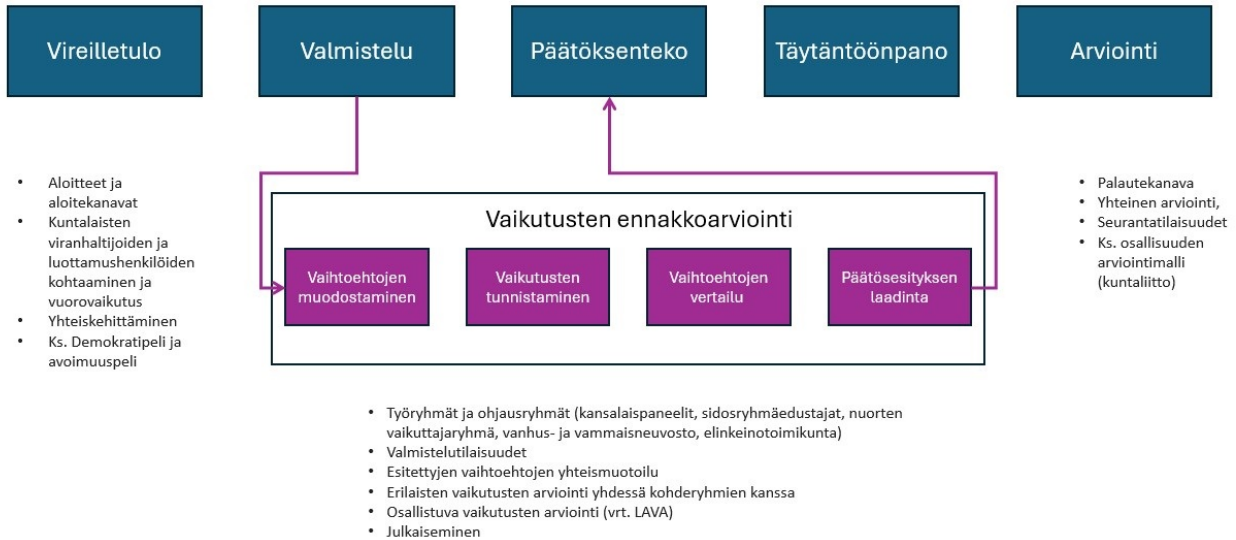 Vireilletulo
Valmistelu
Päätöksenteko
Täytäntöönpano
Arviointi
• Aloitteet ja
aloitekanavat
• Kuntalaisten
viranhaltijoiden ja
luottamushenkilöiden
kohtaaminen ja
vuorovaikutus
• Yhteiskehittäminen
• Ks. Demokratipeli ja
avoimuuspeli
Vaikutusten ennakkoarviointi
Vaihtoehtojen
muodostaminen
Vaikutusten
tunnistaminen
Vaihtoehtojen
vertailu
Päätösesityksen
laadinta
• Palautekanava
• Yhteinen arviointi,
• Seurantatilaisuudet
• Ks. osallisuuden
arviointimalli
(kuntaliitto)
• Työryhmät ja ohjausryhmät (kansalaispaneelit, sidosryhmäedustajat, nuorten
vaikuttajaryhmä, vanhus- ja vammaisneuvosto, elinkeinotoimikunta)
• Valmistelutilaisuudet
• Esitettyjen vaihtoehtojen yhteismuotoilu
• Erilaisten vaikutusten arviointi yhdessä kohderyhmien kanssa
• Osallistuva vaikutusten arviointi (vrt. LAVA)
• Julkaiseminen